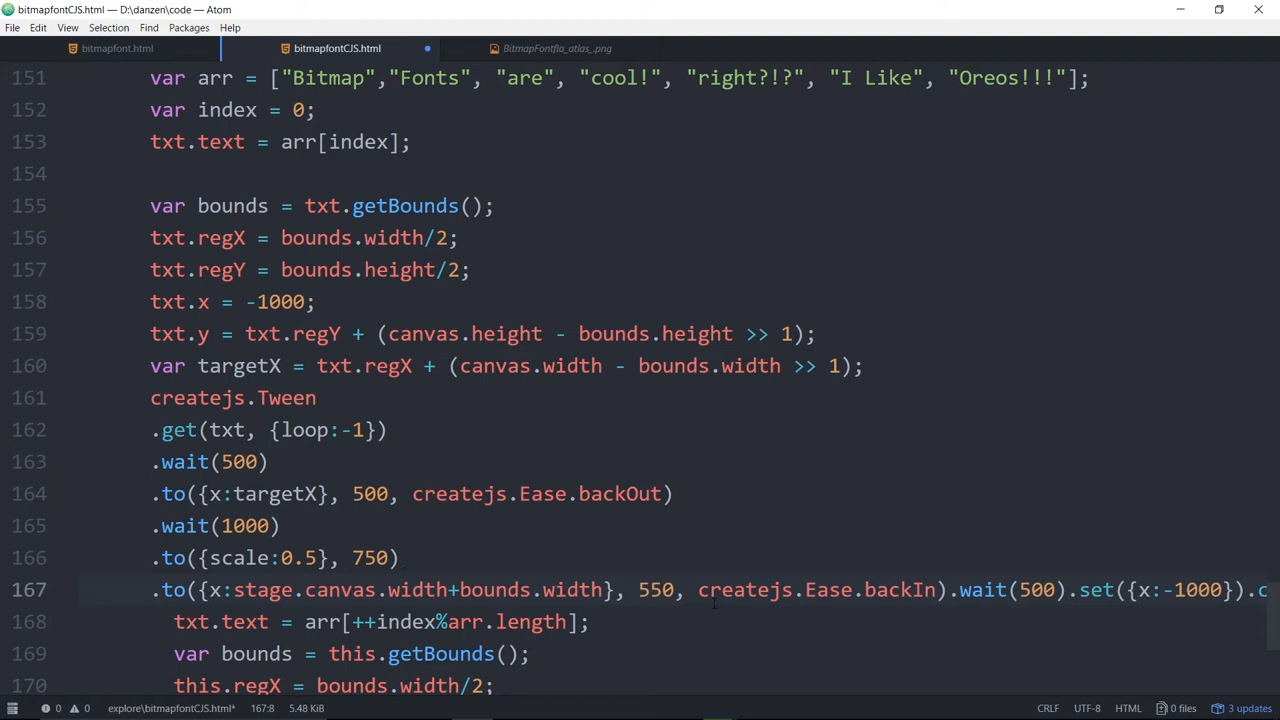 bitmapfontCJS.html — D:\danzen\code — Atom
File Edit View Selection Find Packages Help
bitmapfont.html bitmapfontCJS.html BitmapFontfla_atlas_.png
151 var arr = ["Bitmap","Fonts", "are", "cool!", "right?!?", "I Like", "Oreos!!!"];
152 var index = 0;
153 txt.text = arr[index];
154
155 var bounds = txt.getBounds();
156 txt.regX = bounds.width/2;
157 txt.regY = bounds.height/2;
158 txt.x = -1000;
159 txt.y = txt.regY + (canvas.height - bounds.height >> 1);
160 var targetX = txt.regX + (canvas.width - bounds.width >> 1);
161 createjs.Tween
162 .get(txt, {loop:-1})
163 .wait(500)
164 .to({x:targetX}, 500, createjs.Ease.backOut)
165 .wait(1000)
166 .to({scale:0.5}, 750)
167 .to({x:stage.canvas.width+bounds.width}, 550, createjs.Ease.backIn).wait(500).set({x:-1000}).c
168 txt.text = arr[++index%arr.length];
169 var bounds = this.getBounds();
170 this.regX = bounds.width/2;
0 0 explore\bitmapfontCJS.html* 167:8 5.48 KiB CRLF UTF-8 HTML 0 files 3 updates